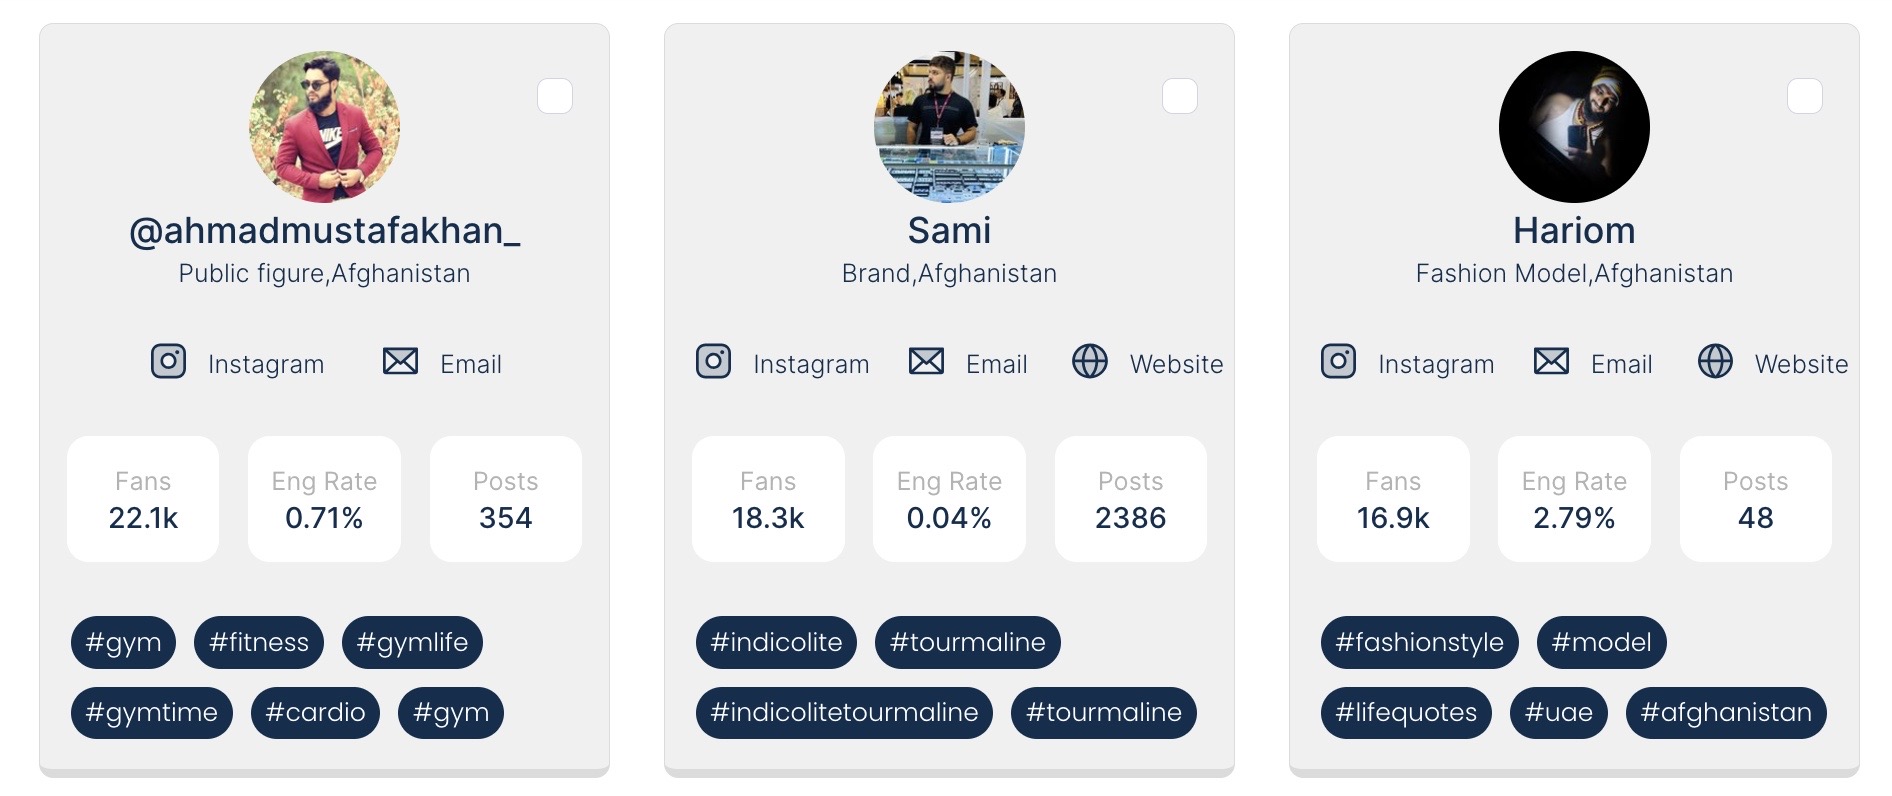 NIKE
@ahmadmustafakhan_
Public figure,Afghanistan
Instagram Email
Fans Eng Rate Posts
22.1k 0.71% 354
#gym #fitness #gymlife
#gymtime #cardio #gym
Sami
Brand,Afghanistan
Instagram Email Website
Fans Eng Rate Posts
18.3k 0.04% 2386
#indicolite #tourmaline
#indicolitetourmaline #tourmaline
Hariom
Fashion Model,Afghanistan
Instagram Email Website
Fans Eng Rate Posts
16.9k 2.79% 48
#fashionstyle #model
#lifequotes #uae #afghanistan